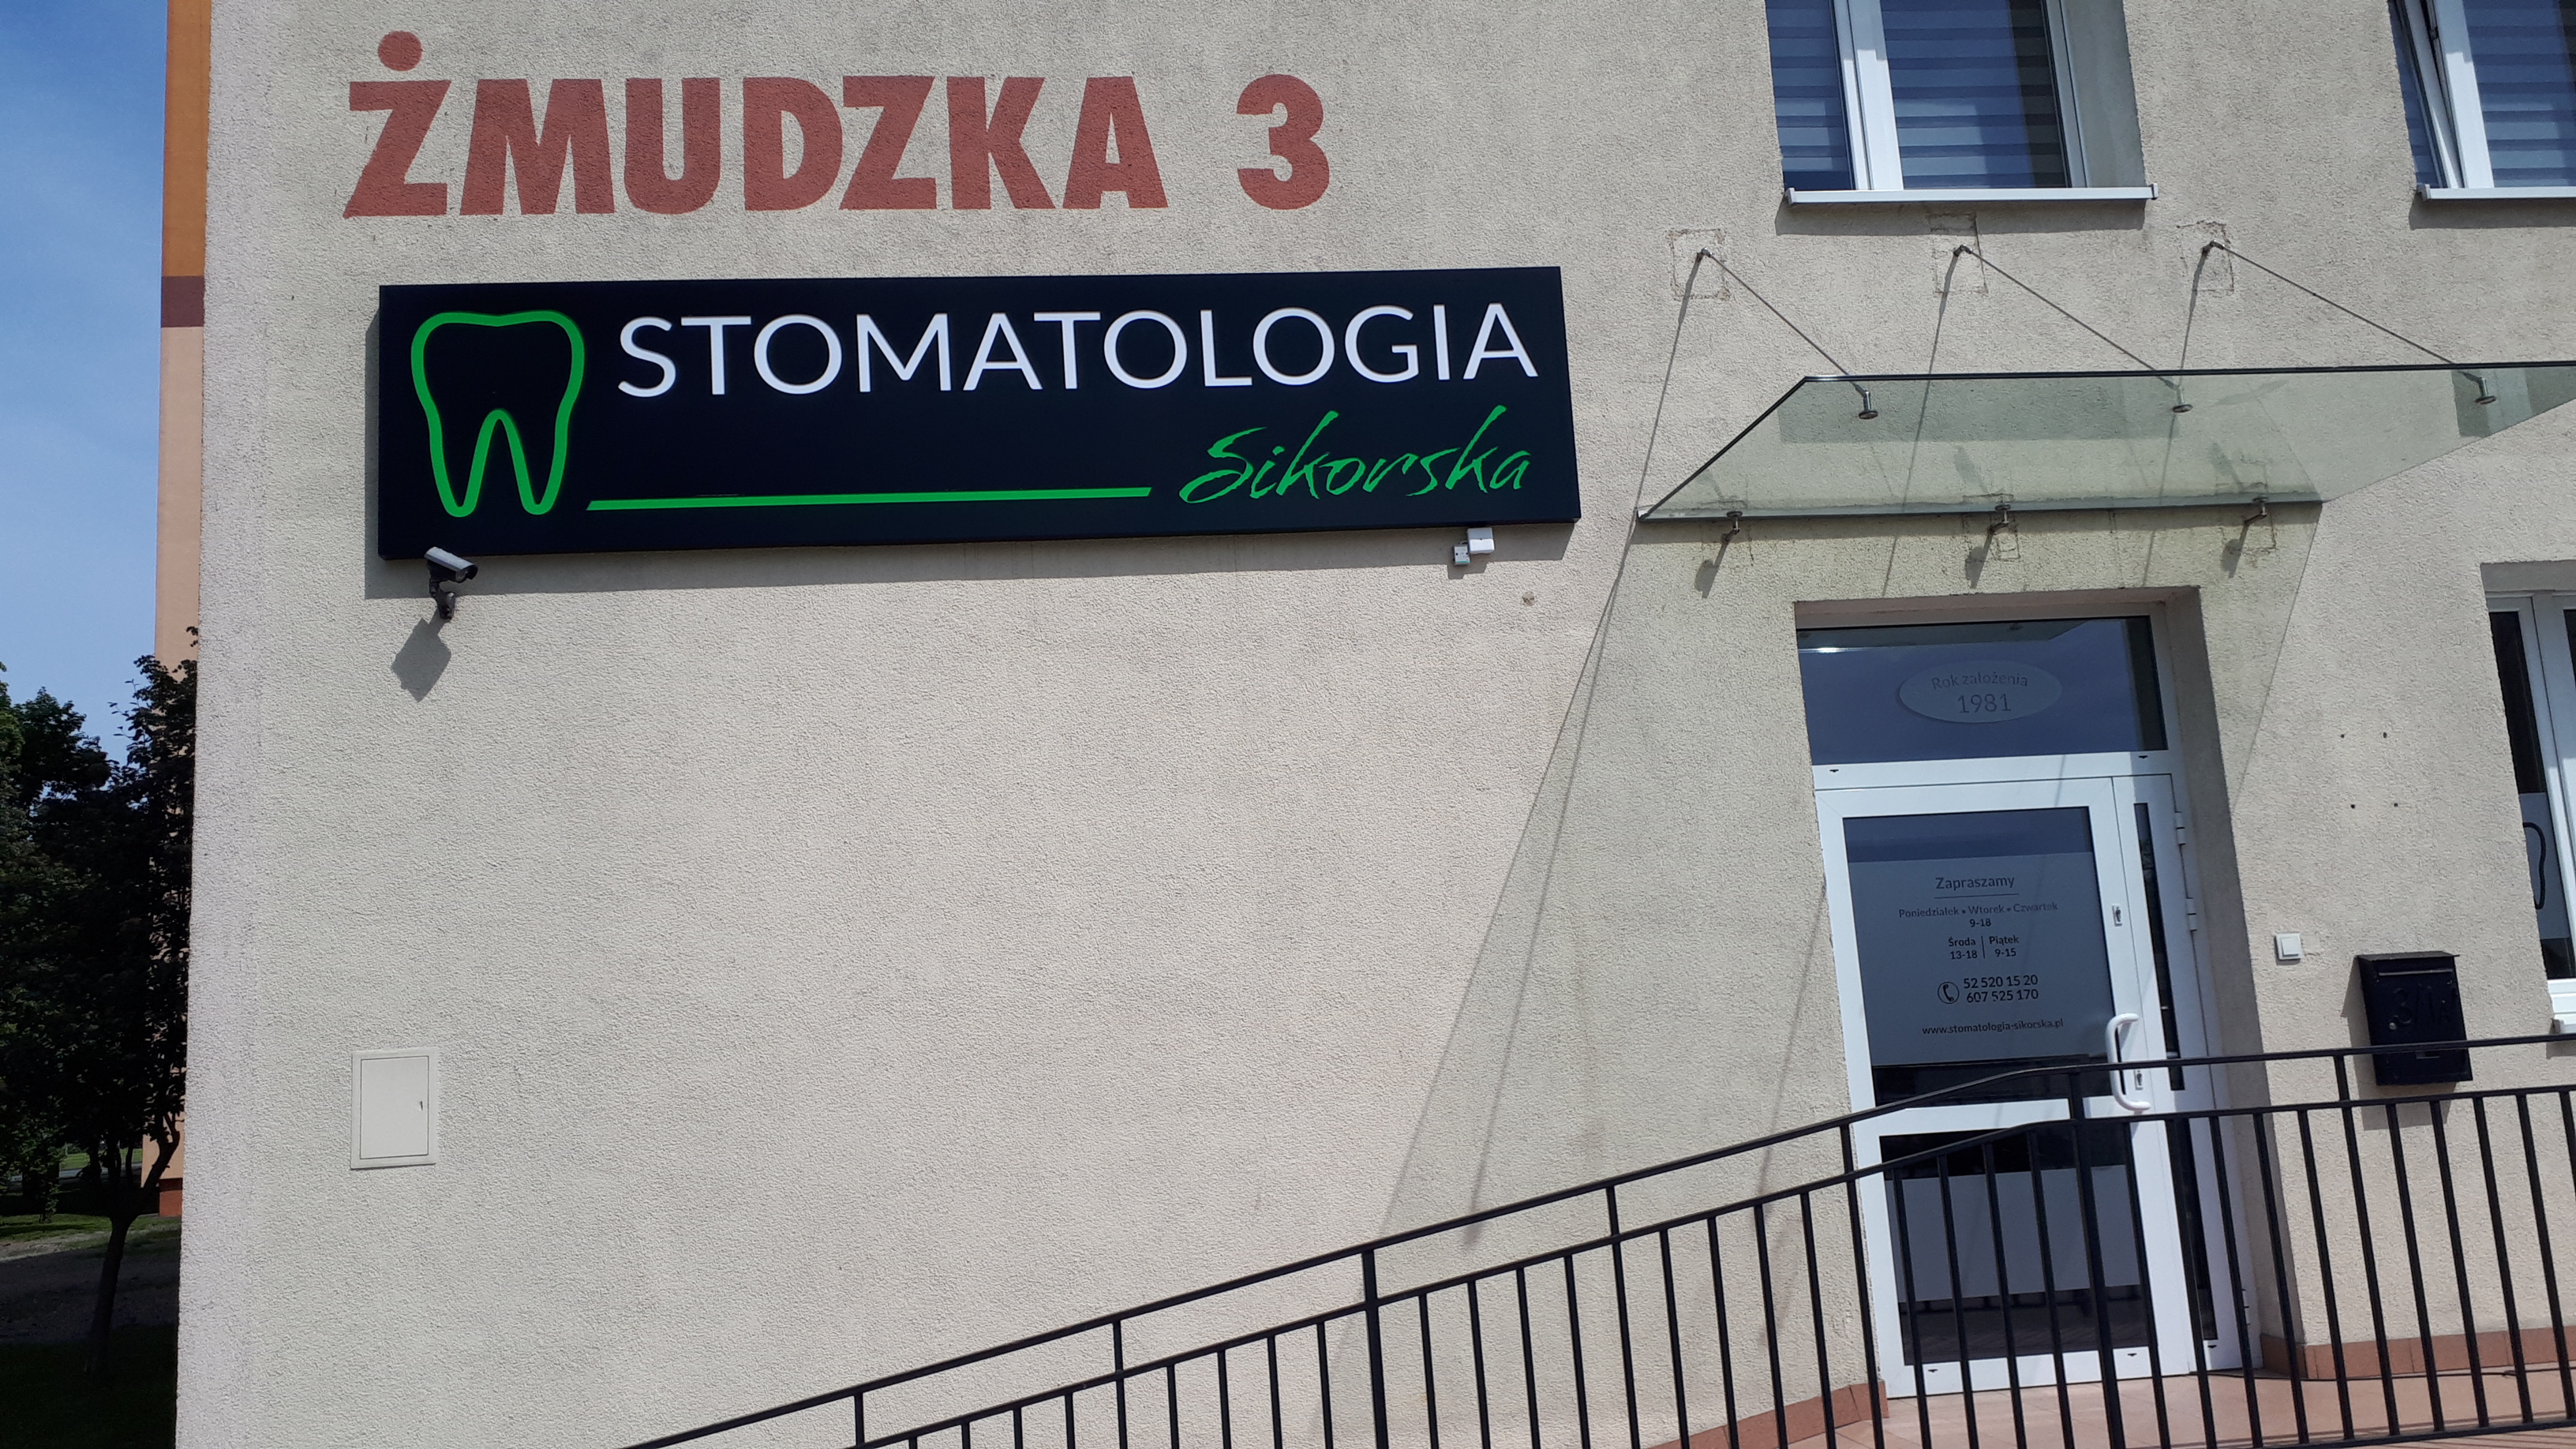 ŻMUDZKA 3
STOMATOLOGIA
Sikorska
Rok założenia
1981
Zapraszamy
Poniedziałek • Wtorek • Czwartek
9-18
Środa | Piątek
13-18 | 9-15
52 520 15 20
607 525 170
www.stomatologia-sikorska.pl